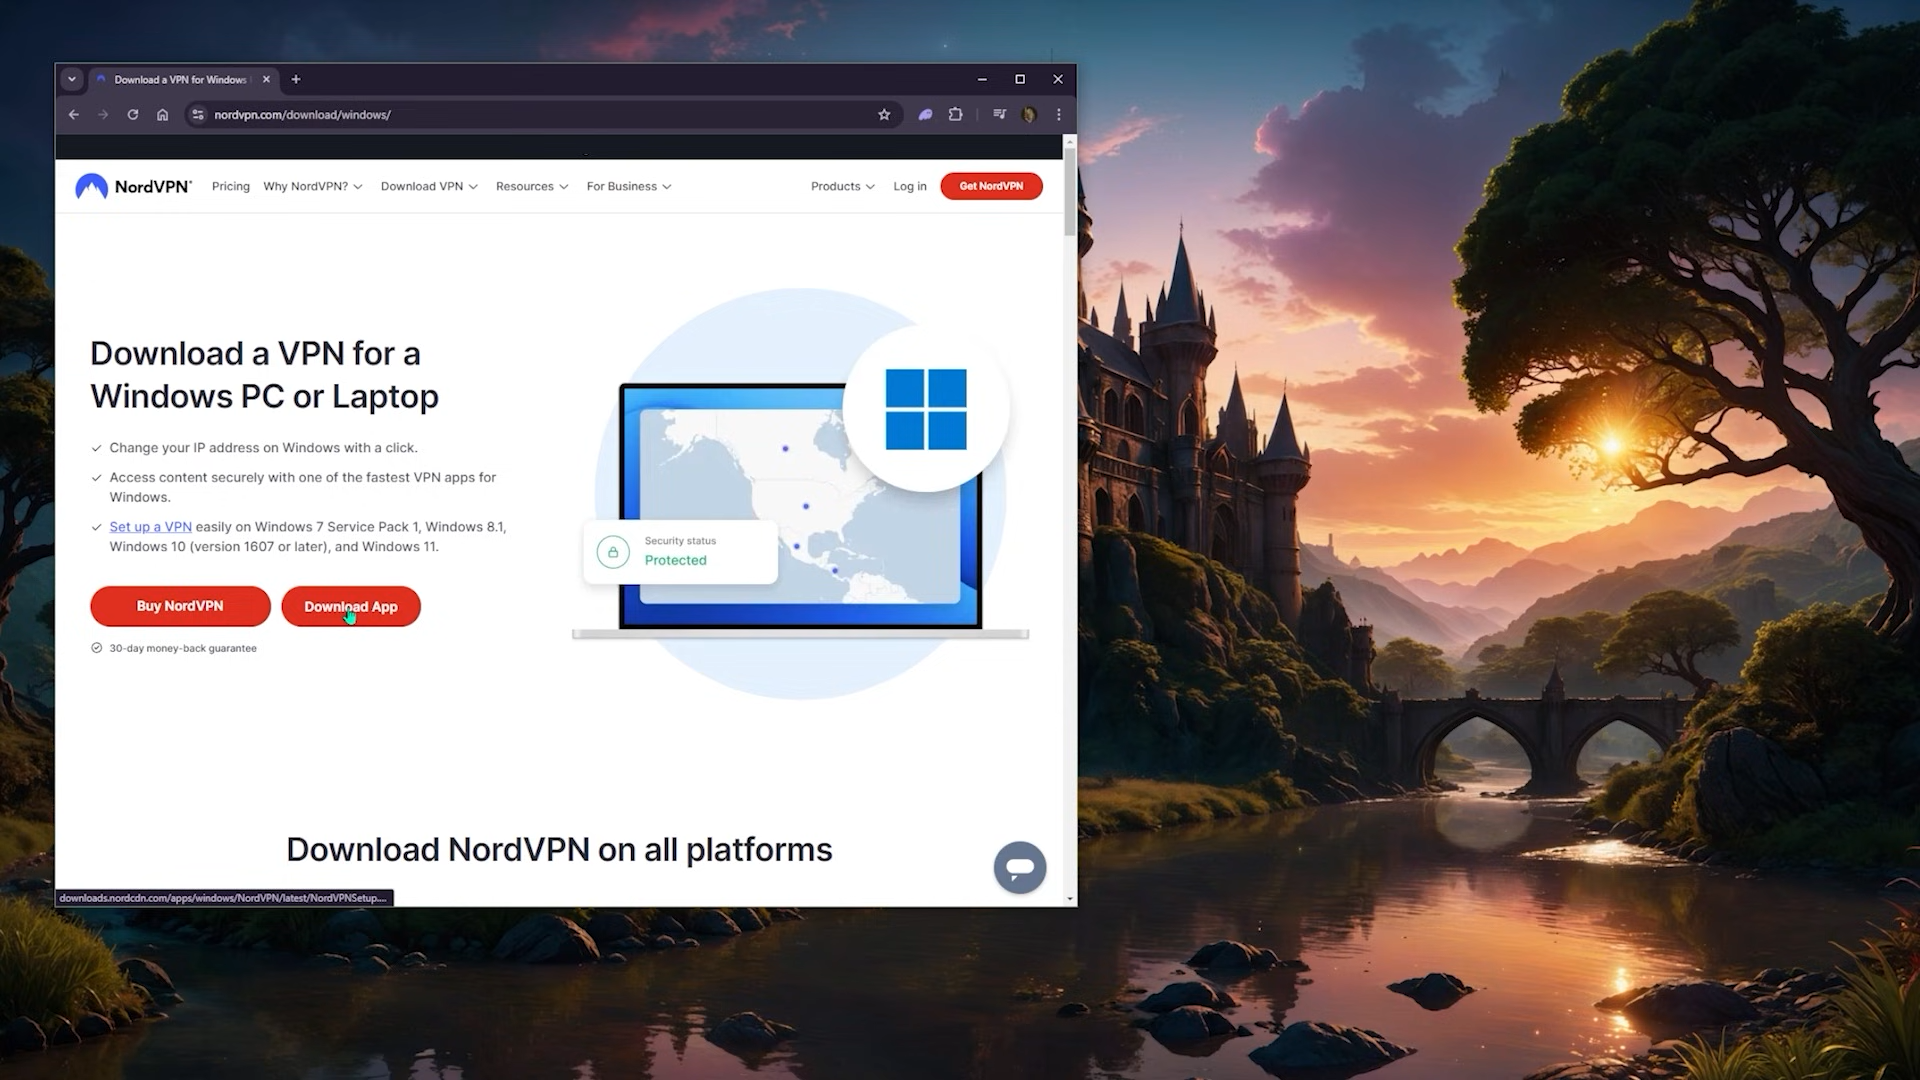 Download a VPN for Windows
nordvpn.com/download/windows/
NordVPN®
Pricing
Why NordVPN?
Download VPN
Resources
For Business
Products
Log in
Get NordVPN
Download a VPN for a
Windows PC or Laptop
Change your IP address on Windows with a click.
Access content securely with one of the fastest VPN apps for
Windows.
Set up a VPN easily on Windows 7 Service Pack 1, Windows 8.1,
Windows 10 (version 1607 or later), and Windows 11.
Security status
Protected
Buy NordVPN
Download App
30-day money-back guarantee
Download NordVPN on all platforms
downloads.nordcdn.com/apps/windows/NordVPN/latest/NordVPNSetup....